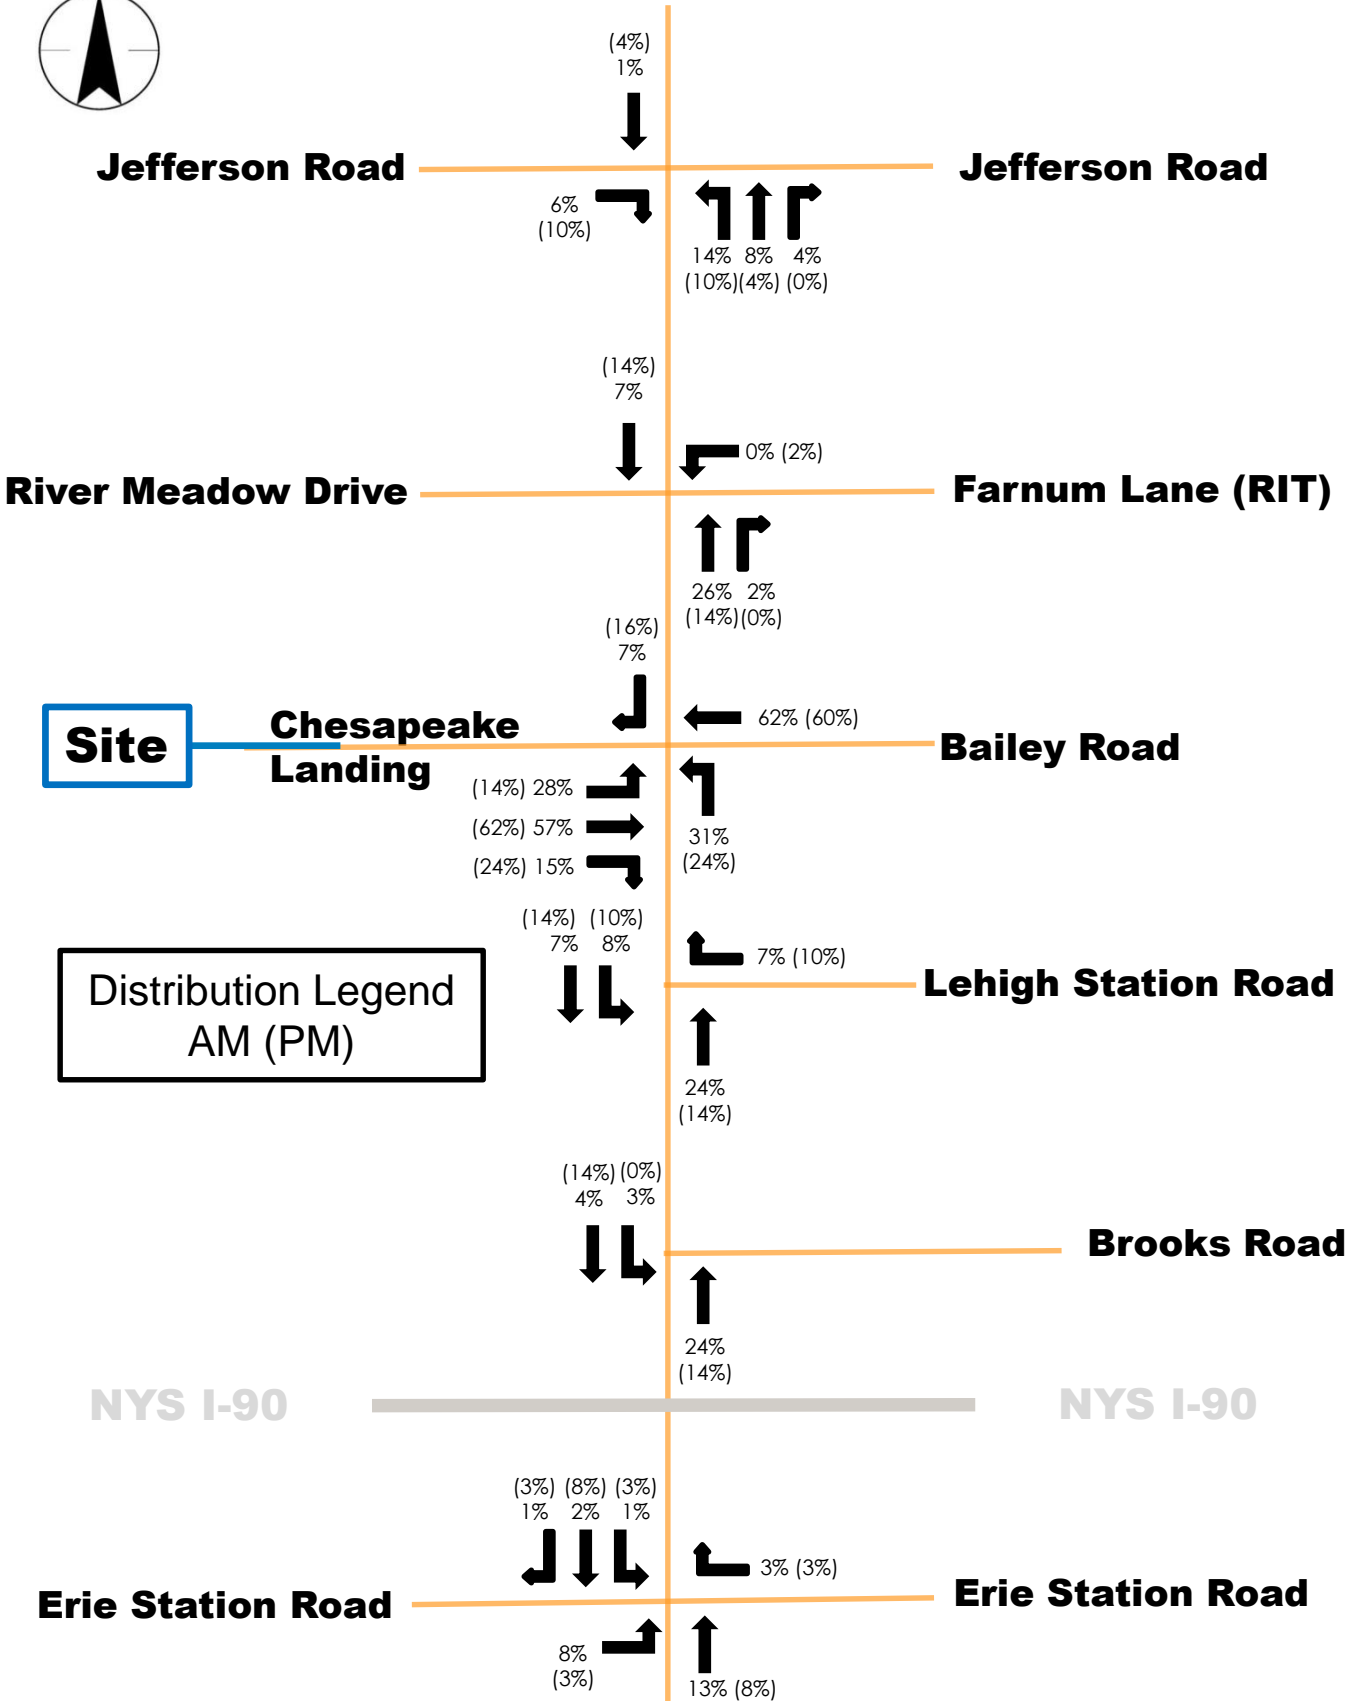 (4%)
1%
Jefferson Road
Jefferson Road
6%
(10%)
14% 8% 4%
(10%)(4%) (0%)
(14%)
7%
0% (2%)
River Meadow Drive
Farnum Lane (RIT)
26% 2%
(14%)(0%)
(16%)
7%
Site
Chesapeake
Landing
62% (60%)
Bailey Road
(14%) 28%
(62%) 57%
(24%) 15%
31%
(24%)
(14%) (10%)
7% 8%
7% (10%)
Lehigh Station Road
Distribution Legend
AM (PM)
24%
(14%)
(14%) (0%)
4% 3%
Brooks Road
24%
(14%)
NYS I-90
NYS I-90
(3%) (8%) (3%)
1% 2% 1%
3% (3%)
Erie Station Road
Erie Station Road
8%
(3%)
13% (8%)